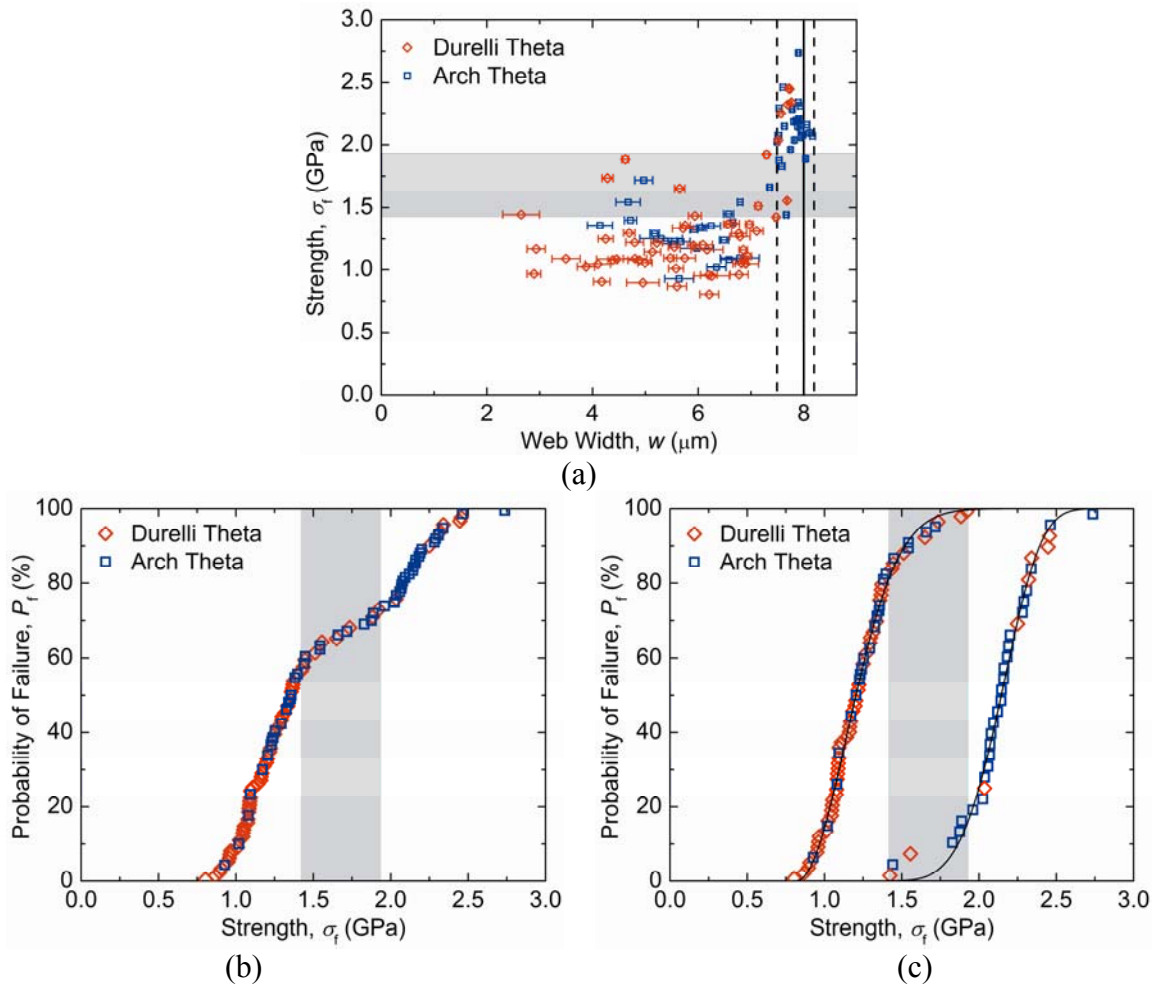 3.0
2.5
2.0
1.5
1.0
0.5
0.0
Strength, σf (GPa)
Durelli Theta
Arch Theta
0 2 4 6 8
Web Width, w (μm)
(a)
100
80
60
40
20
0
Probability of Failure, Pf (%)
Durelli Theta
Arch Theta
0.0 0.5 1.0 1.5 2.0 2.5 3.0
Strength, σf (GPa)
(b)
100
80
60
40
20
0
Probability of Failure, Pf (%)
Durelli Theta
Arch Theta
0.0 0.5 1.0 1.5 2.0 2.5 3.0
Strength, σf (GPa)
(c)